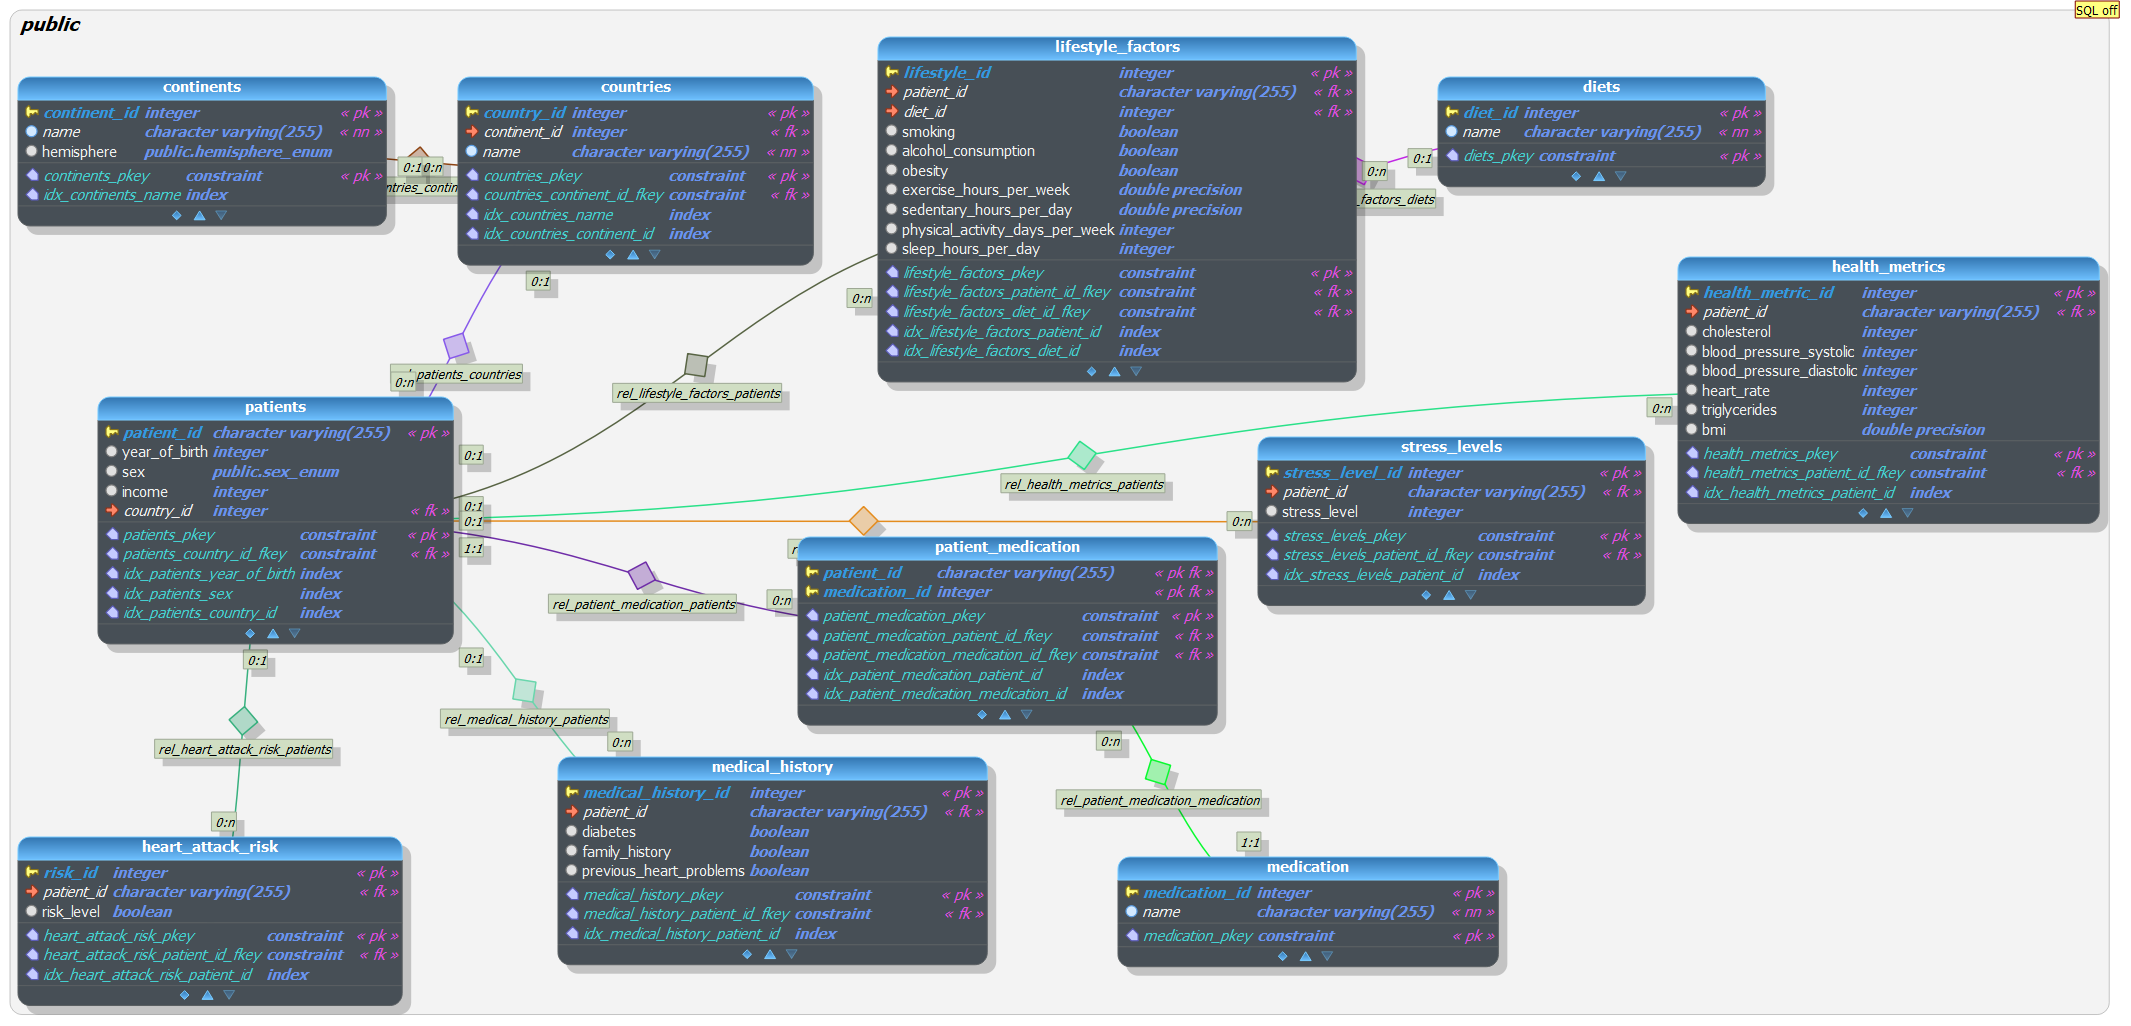 public
SQL off
continents
continent_id integer « pk »
name character varying(255) « nn »
hemisphere public.hemisphere_enum
continents_pkey constraint « pk »
idx_continents_name index
0:1
0:n
countries
country_id integer « pk »
continent_id integer « fk »
name character varying(255) « nn »
countries_pkey constraint « pk »
countries_continent_id_fkey constraint « fk »
idx_countries_name index
idx_countries_continent_id index
lifestyle_factors
lifestyle_id integer « pk »
patient_id character varying(255) « fk »
diet_id integer « fk »
smoking boolean
alcohol_consumption boolean
obesity boolean
exercise_hours_per_week double precision
sedentary_hours_per_day double precision
physical_activity_days_per_week integer
sleep_hours_per_day integer
lifestyle_factors_pkey constraint « pk »
lifestyle_factors_patient_id_fkey constraint « fk »
lifestyle_factors_diet_id_fkey constraint « fk »
idx_lifestyle_factors_patient_id index
idx_lifestyle_factors_diet_id index
0:n
0:1
_factors_diets
diets
diet_id integer « pk »
name character varying(255) « nn »
diets_pkey constraint « pk »
health_metrics
health_metric_id integer « pk »
patient_id character varying(255) « fk »
cholesterol integer
blood_pressure_systolic integer
blood_pressure_diastolic integer
heart_rate integer
triglycerides integer
bmi double precision
health_metrics_pkey constraint « pk »
health_metrics_patient_id_fkey constraint « fk »
idx_health_metrics_patient_id index
0:1
0:n
patients_countries
0:n
rel_lifestyle_factors_patients
0:n
rel_health_metrics_patients
patients
patient_id character varying(255) « pk »
year_of_birth integer
sex public.sex_enum
income integer
country_id integer « fk »
patients_pkey constraint « pk »
patients_country_id_fkey constraint « fk »
idx_patients_year_of_birth index
idx_patients_sex index
idx_patients_country_id index
0:1
0:1
0:1
1:1
0:1
0:1
stress_levels
stress_level_id integer « pk »
patient_id character varying(255) « fk »
stress_level integer
stress_levels_pkey constraint « pk »
stress_levels_patient_id_fkey constraint « fk »
idx_stress_levels_patient_id index
0:n
rel_patient_medication_patients
0:n
patient_medication
patient_id character varying(255) « pk fk »
medication_id integer « pk fk »
patient_medication_pkey constraint « pk »
patient_medication_patient_id_fkey constraint « fk »
patient_medication_medication_id_fkey constraint « fk »
idx_patient_medication_patient_id index
idx_patient_medication_medication_id index
rel_medical_history_patients
0:n
rel_heart_attack_risk_patients
0:n
0:n
rel_patient_medication_medication
1:1
heart_attack_risk
risk_id integer « pk »
patient_id character varying(255) « fk »
risk_level boolean
heart_attack_risk_pkey constraint « pk »
heart_attack_risk_patient_id_fkey constraint « fk »
idx_heart_attack_risk_patient_id index
medical_history
medical_history_id integer « pk »
patient_id character varying(255) « fk »
diabetes boolean
family_history boolean
previous_heart_problems boolean
medical_history_pkey constraint « pk »
medical_history_patient_id_fkey constraint « fk »
idx_medical_history_patient_id index
medication
medication_id integer « pk »
name character varying(255) « nn »
medication_pkey constraint « pk »